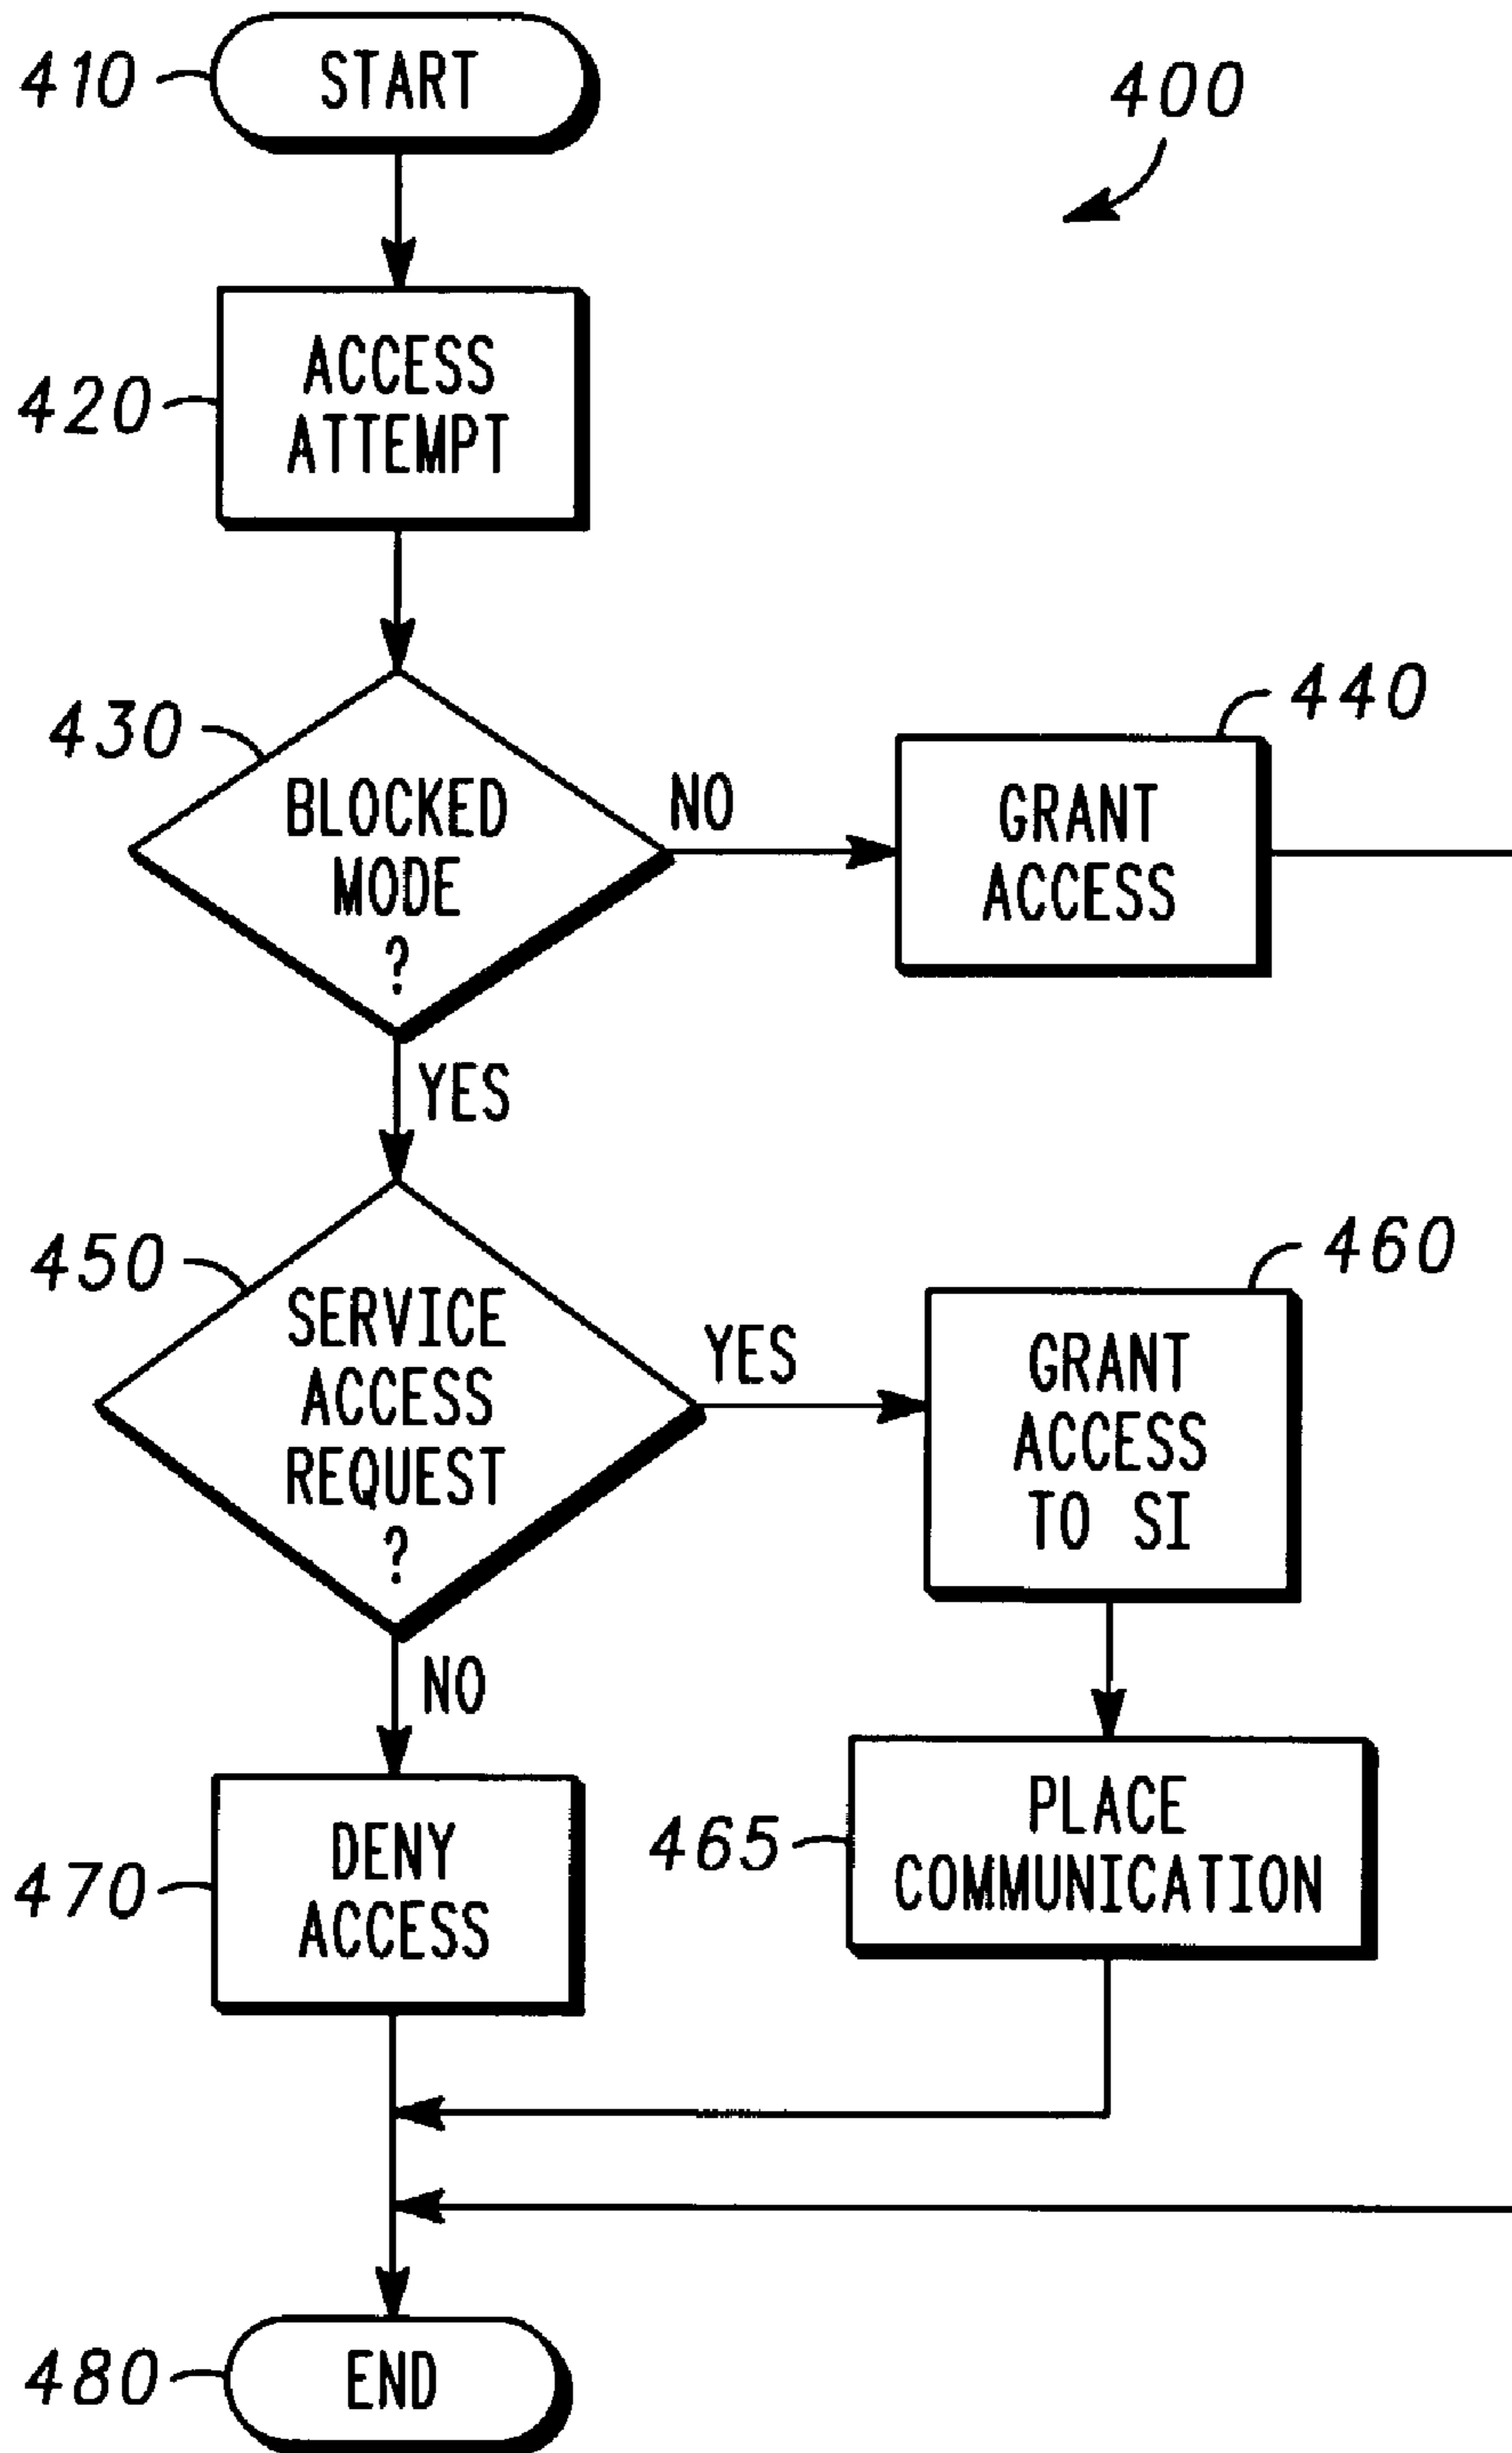 410
START
400
420
ACCESS
ATTEMPT
430
BLOCKED
MODE
?
NO
440
GRANT
ACCESS
YES
450
SERVICE
ACCESS
REQUEST
?
YES
460
GRANT
ACCESS
TO SI
NO
470
DENY
ACCESS
465
PLACE
COMMUNICATION
480
END